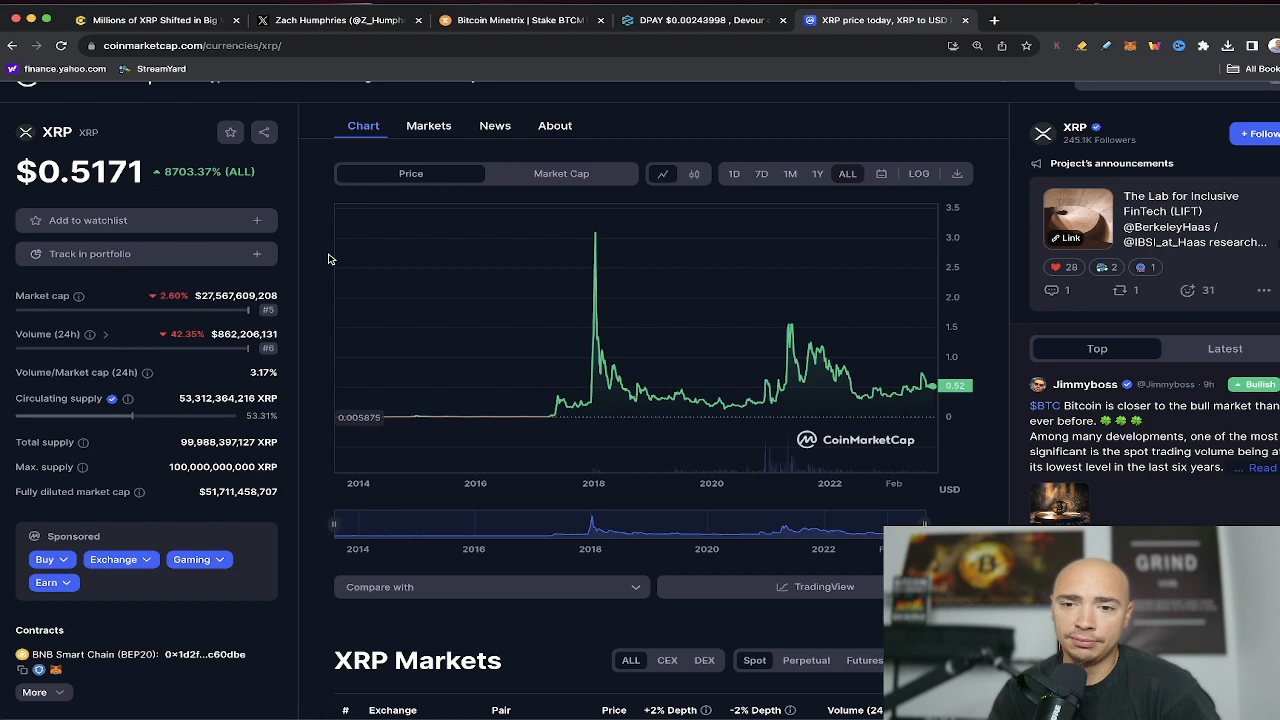 Millions of XRP Shifted in Big
Zach Humphries (@Z_Humph
Bitcoin Minetrix | Stake BTCMT
DPAY $0.00243998 , Devour
XRP price today, XRP to USD
coinmarketcap.com/currencies/xrp/
finance.yahoo.com
StreamYard
All Book
XRP XRP
$0.5171 8703.37% (ALL)
Add to watchlist
Track in portfolio
Market cap 2.60% $27,567,609,208
#5
Volume (24h) 42.35% $862,206,131
#6
Volume/Market cap (24h) 3.17%
Circulating supply 53,312,364,216 XRP
53.31%
Total supply 99,988,397,127 XRP
Max. supply 100,000,000,000 XRP
Fully diluted market cap $51,711,458,707
Sponsored
Buy Exchange Gaming
Earn
Contracts
BNB Smart Chain (BEP20): 0x1d2f...c60dbe
More
Chart Markets News About
Price Market Cap 1D 7D 1M 1Y ALL LOG
3.5
3.0
2.5
2.0
1.5
1.0
0.52
0
0.005875
CoinMarketCap
2014 2016 2018 2020 2022 Feb
USD
2014 2016 2018 2020 2022
Compare with
TradingView
XRP Markets
ALL CEX DEX Spot Perpetual Futures
# Exchange Pair Price +2% Depth -2% Depth Volume (24
XRP
245.1K Followers
+ Follow
Project's announcements
The Lab for Inclusive
FinTech (LIFT)
@BerkeleyHaas /
@IBSI_at_Haas research...
Link
28 2 1
1 1 31
Top Latest
Jimmyboss @Jimmyboss · 9h Bullish
$BTC Bitcoin is closer to the bull market than
ever before.
Among many developments, one of the most
significant is the spot trading volume being at
its lowest level in the last six years. ... Read
GRIND